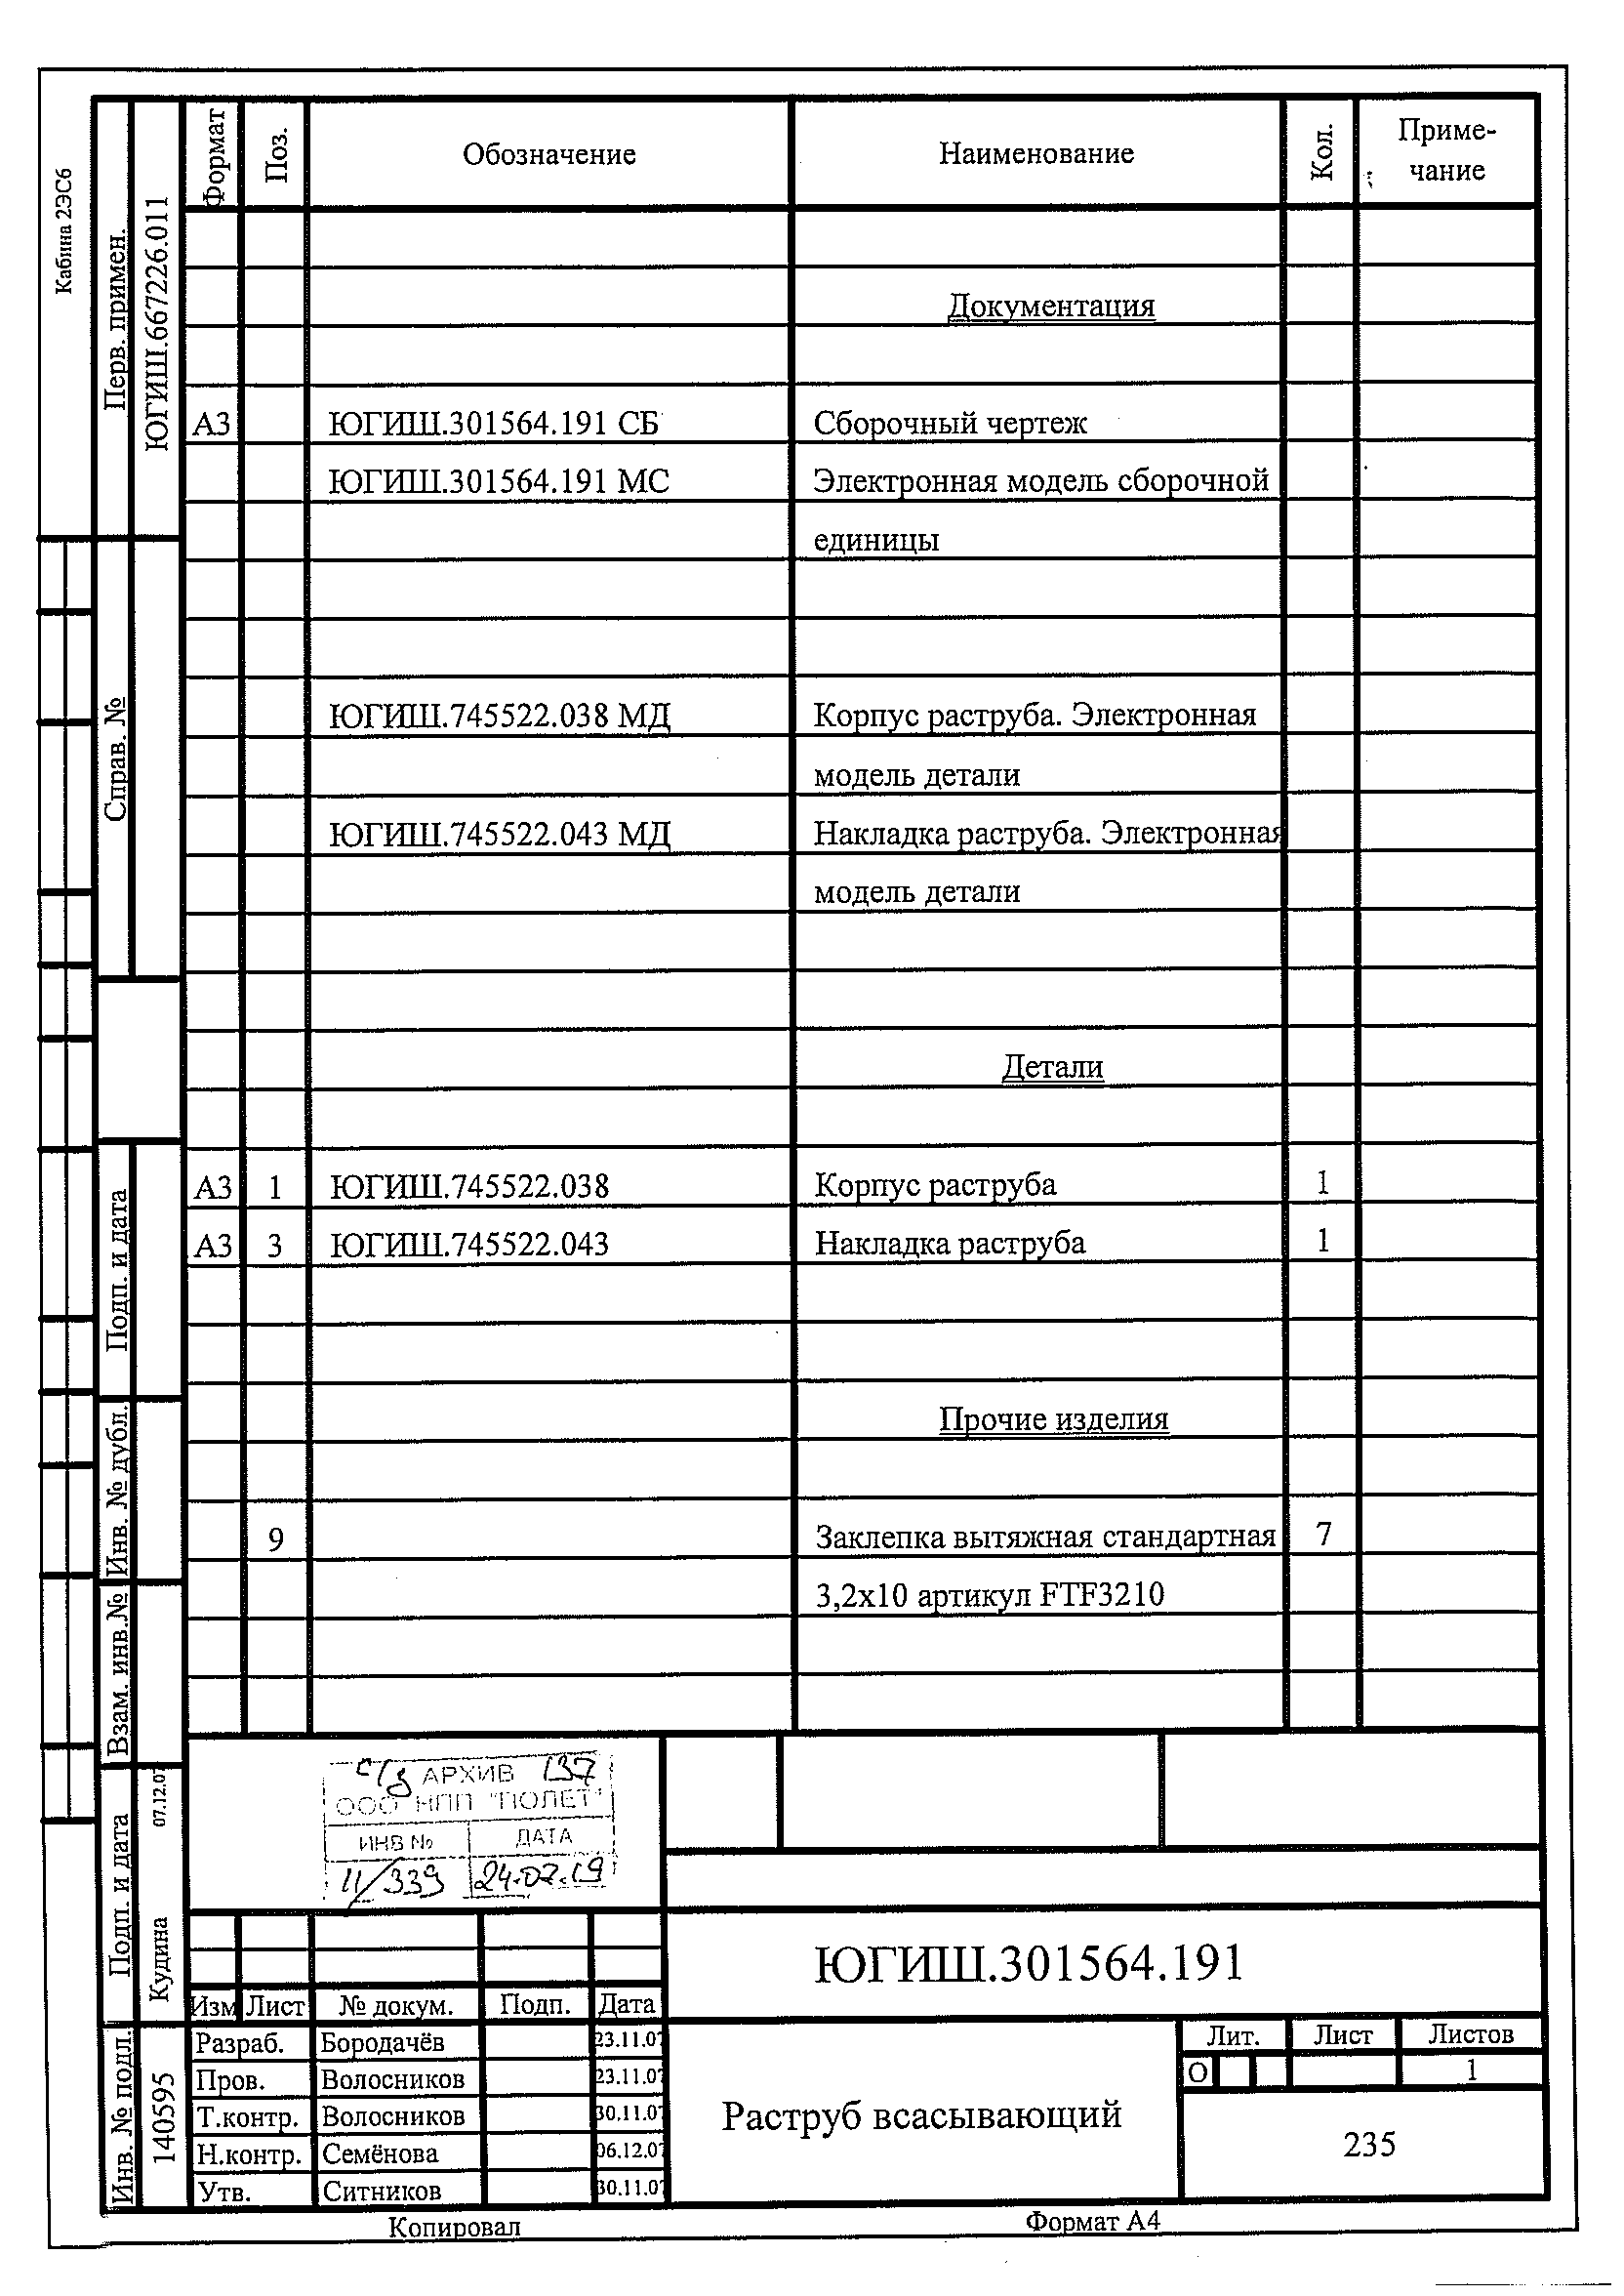 Кабина 2ЭС6
Перв. примен.
ЮГИШ.667226.011
Справ. №
Подп. и дата
Инв. № дубл.
Взам. инв.№
Подп. и дата
Кудина 07.12.07
Инв. № подл.
140595
Формат Поз. Обозначение Наименование Кол. Приме-
чание
Документация
А3 ЮГИШ.301564.191 СБ Сборочный чертеж
ЮГИШ.301564.191 МС Электронная модель сборочной
единицы
ЮГИШ.745522.038 МД Корпус раструба. Электронная
модель детали
ЮГИШ.745522.043 МД Накладка раструба. Электронная
модель детали
Детали
А3 1 ЮГИШ.745522.038 Корпус раструба 1
А3 3 ЮГИШ.745522.043 Накладка раструба 1
Прочие изделия
9 Заклепка вытяжная стандартная 7
3,2х10 артикул FTF3210
АРХИВ 137
ООО НПП "ПОЛЕТ"
ИНВ № ДАТА
11/339 24.07.19
ЮГИШ.301564.191
Изм Лист № докум. Подп. Дата
Разраб. Бородачёв 23.11.07
Пров. Волосников 23.11.07
Т.контр. Волосников 30.11.07
Н.контр. Семёнова 06.12.07
Утв. Ситников 30.11.07
Раструб всасывающий
Лит. Лист Листов
О 1
235
Копировал Формат А4